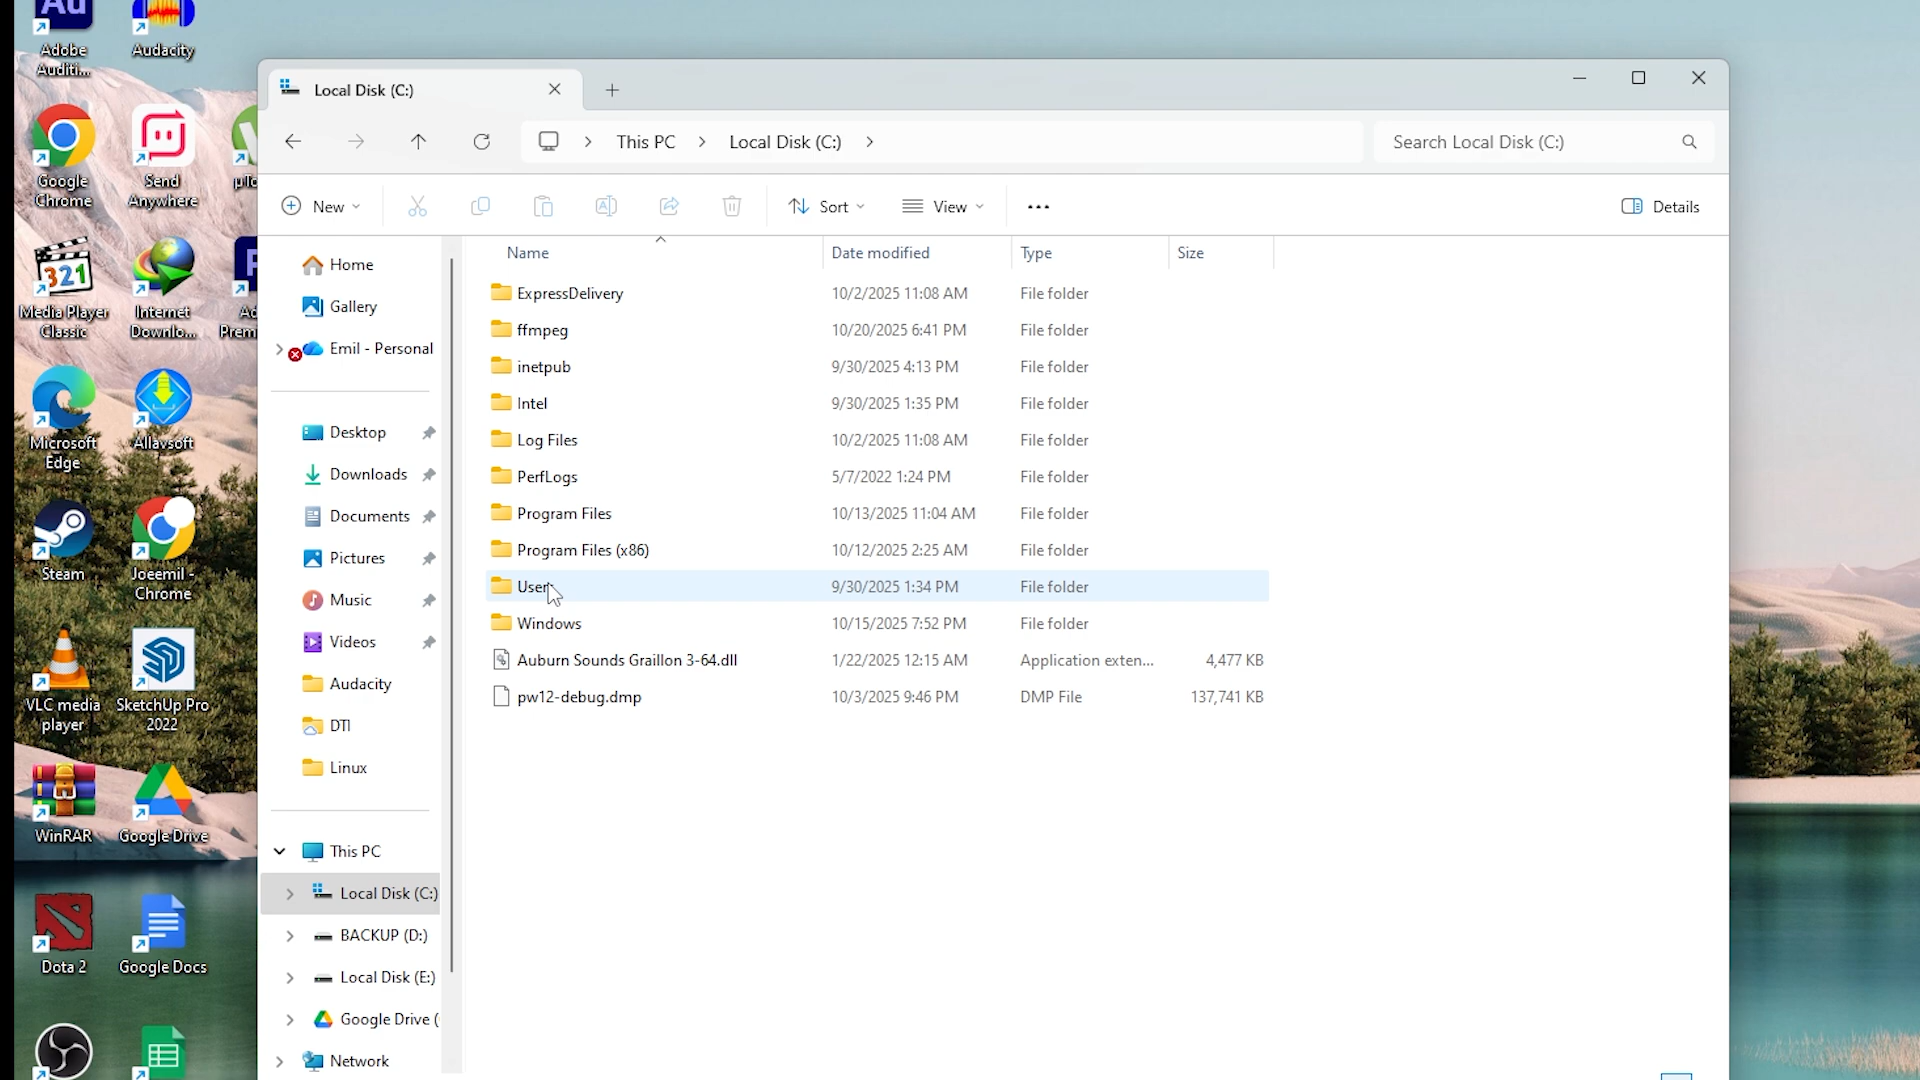 Au
Adobe
Auditi...
Audacity
Google
Chrome
Send
Anywhere
Media Player
Classic
Internet
Downlo...
Microsoft
Edge
Allavsoft
Steam
Joeemil -
Chrome
VLC media
player
SketchUp Pro
2022
WinRAR
Google Drive
Dota 2
Google Docs
321
Local Disk (C:)
This PC
Local Disk (C:)
Search Local Disk (C:)
New
Sort
View
Details
Home
Gallery
Emil - Personal
Desktop
Downloads
Documents
Pictures
Music
Videos
Audacity
DTI
Linux
This PC
Local Disk (C:)
BACKUP (D:)
Local Disk (E:)
Google Drive (
Network
Name Date modified Type Size
ExpressDelivery 10/2/2025 11:08 AM File folder
ffmpeg 10/20/2025 6:41 PM File folder
inetpub 9/30/2025 4:13 PM File folder
Intel 9/30/2025 1:35 PM File folder
Log Files 10/2/2025 11:08 AM File folder
PerfLogs 5/7/2022 1:24 PM File folder
Program Files 10/13/2025 11:04 AM File folder
Program Files (x86) 10/12/2025 2:25 AM File folder
Users 9/30/2025 1:34 PM File folder
Windows 10/15/2025 7:52 PM File folder
Auburn Sounds Graillon 3-64.dll 1/22/2025 12:15 AM Application exten... 4,477 KB
pw12-debug.dmp 10/3/2025 9:46 PM DMP File 137,741 KB